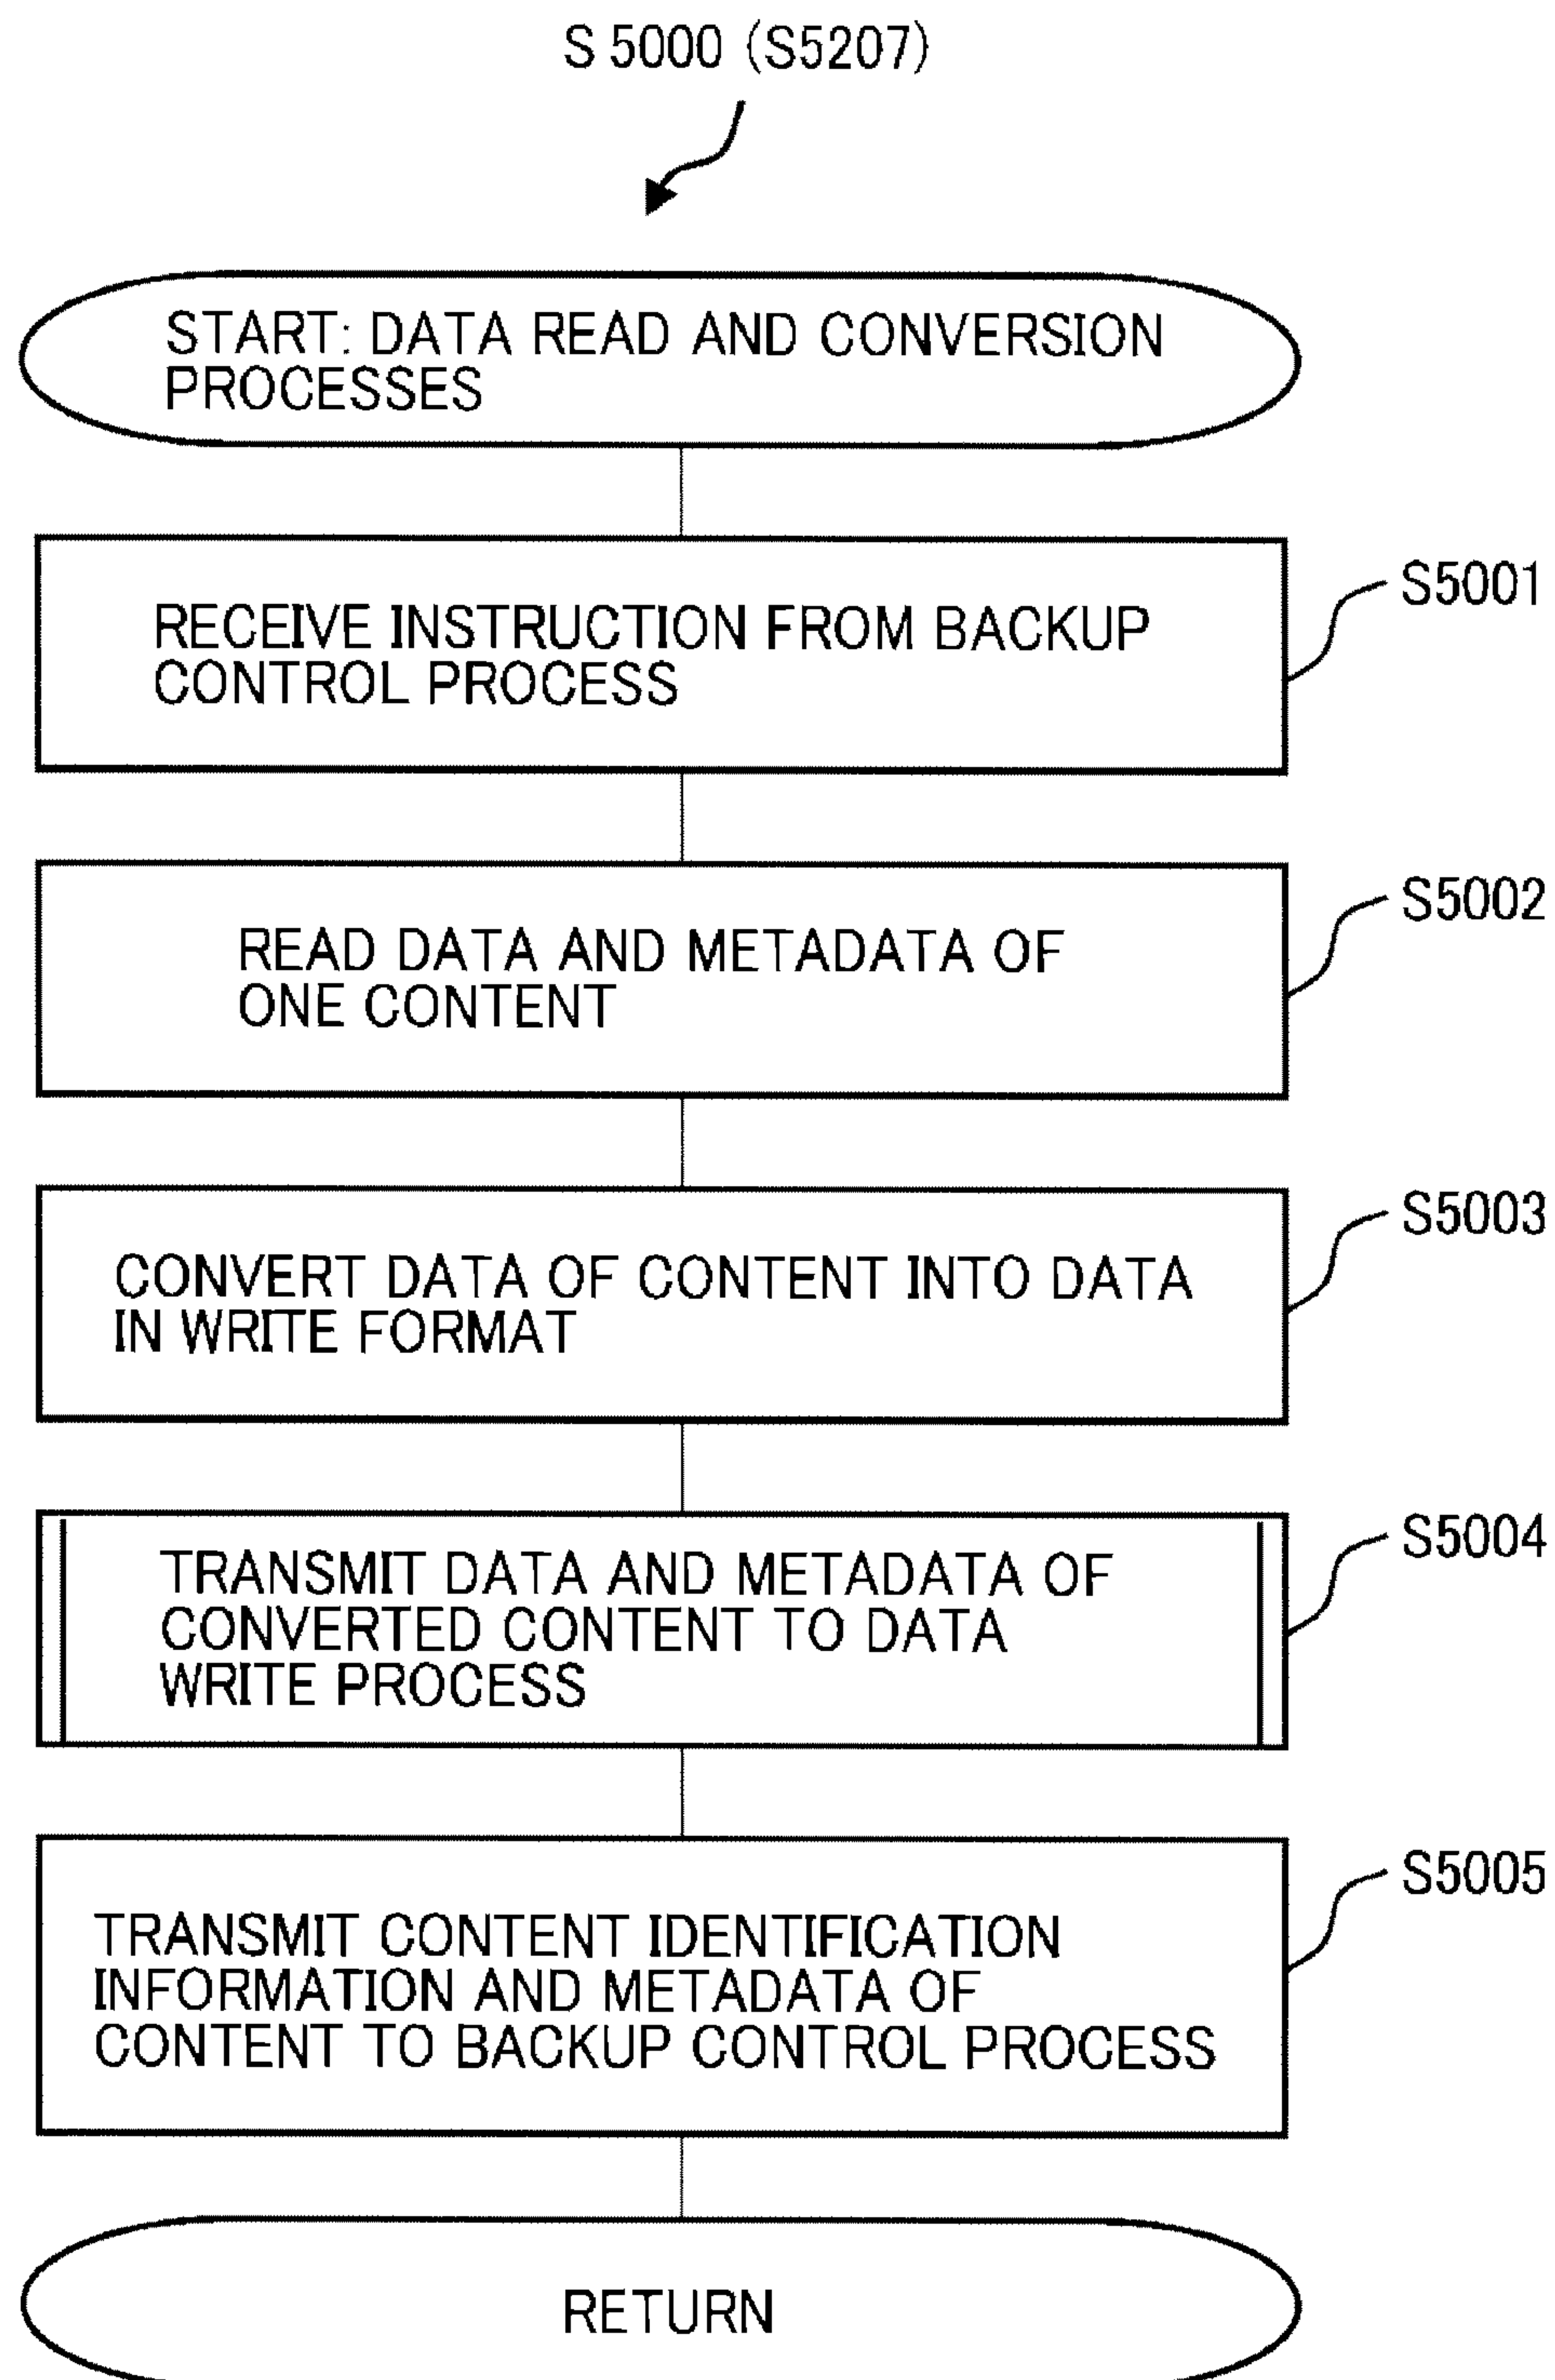 S 5000 (S5207)
START: DATA READ AND CONVERSION
PROCESSES
RECEIVE INSTRUCTION FROM BACKUP
CONTROL PROCESS
S5001
READ DATA AND METADATA OF
ONE CONTENT
S5002
CONVERT DATA OF CONTENT INTO DATA
IN WRITE FORMAT
S5003
TRANSMIT DATA AND METADATA OF
CONVERTED CONTENT TO DATA
WRITE PROCESS
S5004
TRANSMIT CONTENT IDENTIFICATION
INFORMATION AND METADATA OF
CONTENT TO BACKUP CONTROL PROCESS
S5005
RETURN